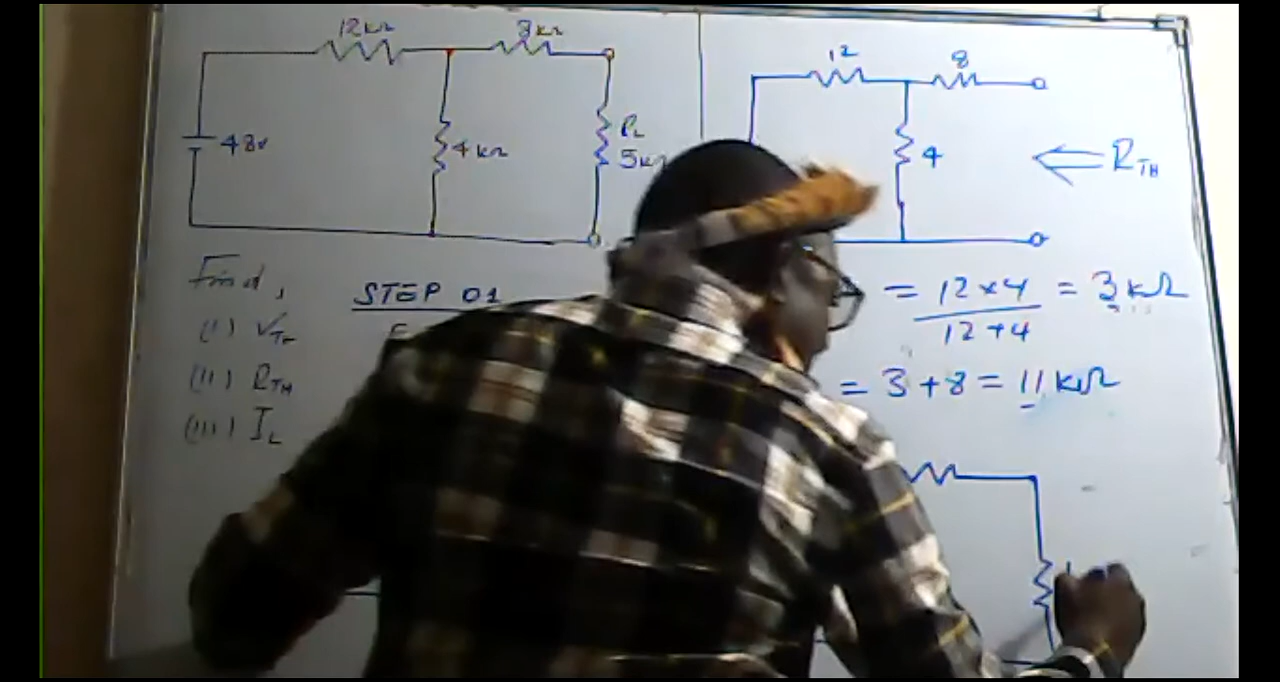 12kΩ
8kΩ
48v
4kΩ
RL
5kΩ
12
8
4
RTH
Find,
(i) VTH
(ii) RTH
(iii) IL
STEP 01
= 12×4 = 3kΩ
12+4
= 3+8 = 11kΩ